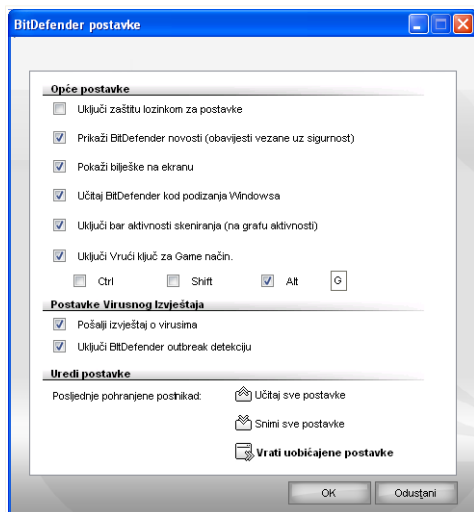 BitDefender postavke
Opće postavke
Uključi zaštitu lozinkom za postavke
Prikaži BitDefender novosti (obavijesti vezane uz sigurnost)
Pokaži bilješke na ekranu
Učitaj BitDefender kod podizanja Windowsa
Uključi bar aktivnosti skeniranja (na grafu aktivnosti)
Uključi Vrući ključ za Game način.
Ctrl Shift Alt G
Postavke Virusnog Izvještaja
Pošalji izvještaj o virusima
Uključi BItDefender outbreak detekciju
Uredi postavke
Posljednje pohranjene postnikad: Učitaj sve postavke
Snimi sve postavke
Vrati uobičajene postavke
OK Odustani